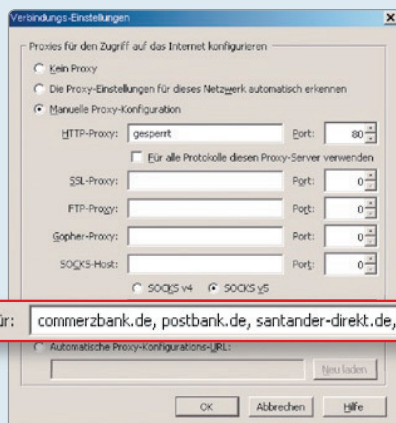 Verbindungs-Einstellungen
Proxies für den Zugriff auf das Internet konfigurieren
Kein Proxy
Die Proxy-Einstellungen für dieses Netzwerk automatisch erkennen
Manuelle Proxy-Konfiguration
HTTP-Proxy: gesperrt Port: 80
Für alle Protokolle diesen Proxy-Server verwenden
SSL-Proxy: Port: 0
FTP-Proxy: Port: 0
Gopher-Proxy: Port: 0
SOCKS-Host: Port: 0
SOCKS v4 SOCKS v5
ür: commerzbank.de, postbank.de, santander-direkt.de,
Automatische Proxy-Konfigurations-URL:
Neu laden
OK Abbrechen Hilfe